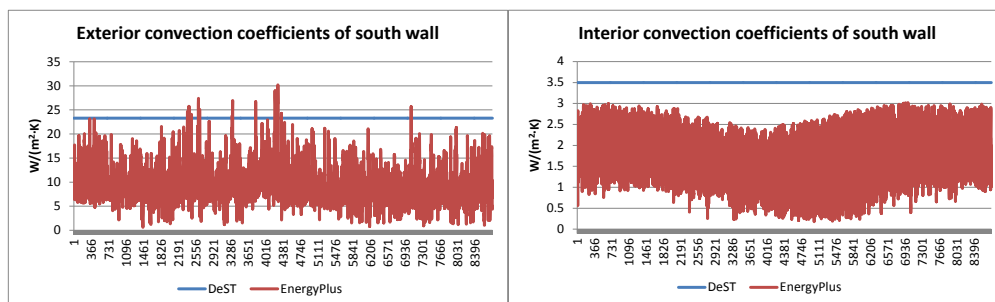 Exterior convection coefficients of south wall
35
30
25
20
15
10
5
0
W/(m²·K)
1 366 731 1096 1461 1826 2191 2556 2921 3286 3651 4016 4381 4746 5111 5476 5841 6206 6571 6936 7301 7666 8031 8396
DeST EnergyPlus
Interior convection coefficients of south wall
4
3.5
3
2.5
2
1.5
1
0.5
0
W/(m²·K)
1 366 731 1096 1461 1826 2191 2556 2921 3286 3651 4016 4381 4746 5111 5476 5841 6206 6571 6936 7301 7666 8031 8396
DeST EnergyPlus